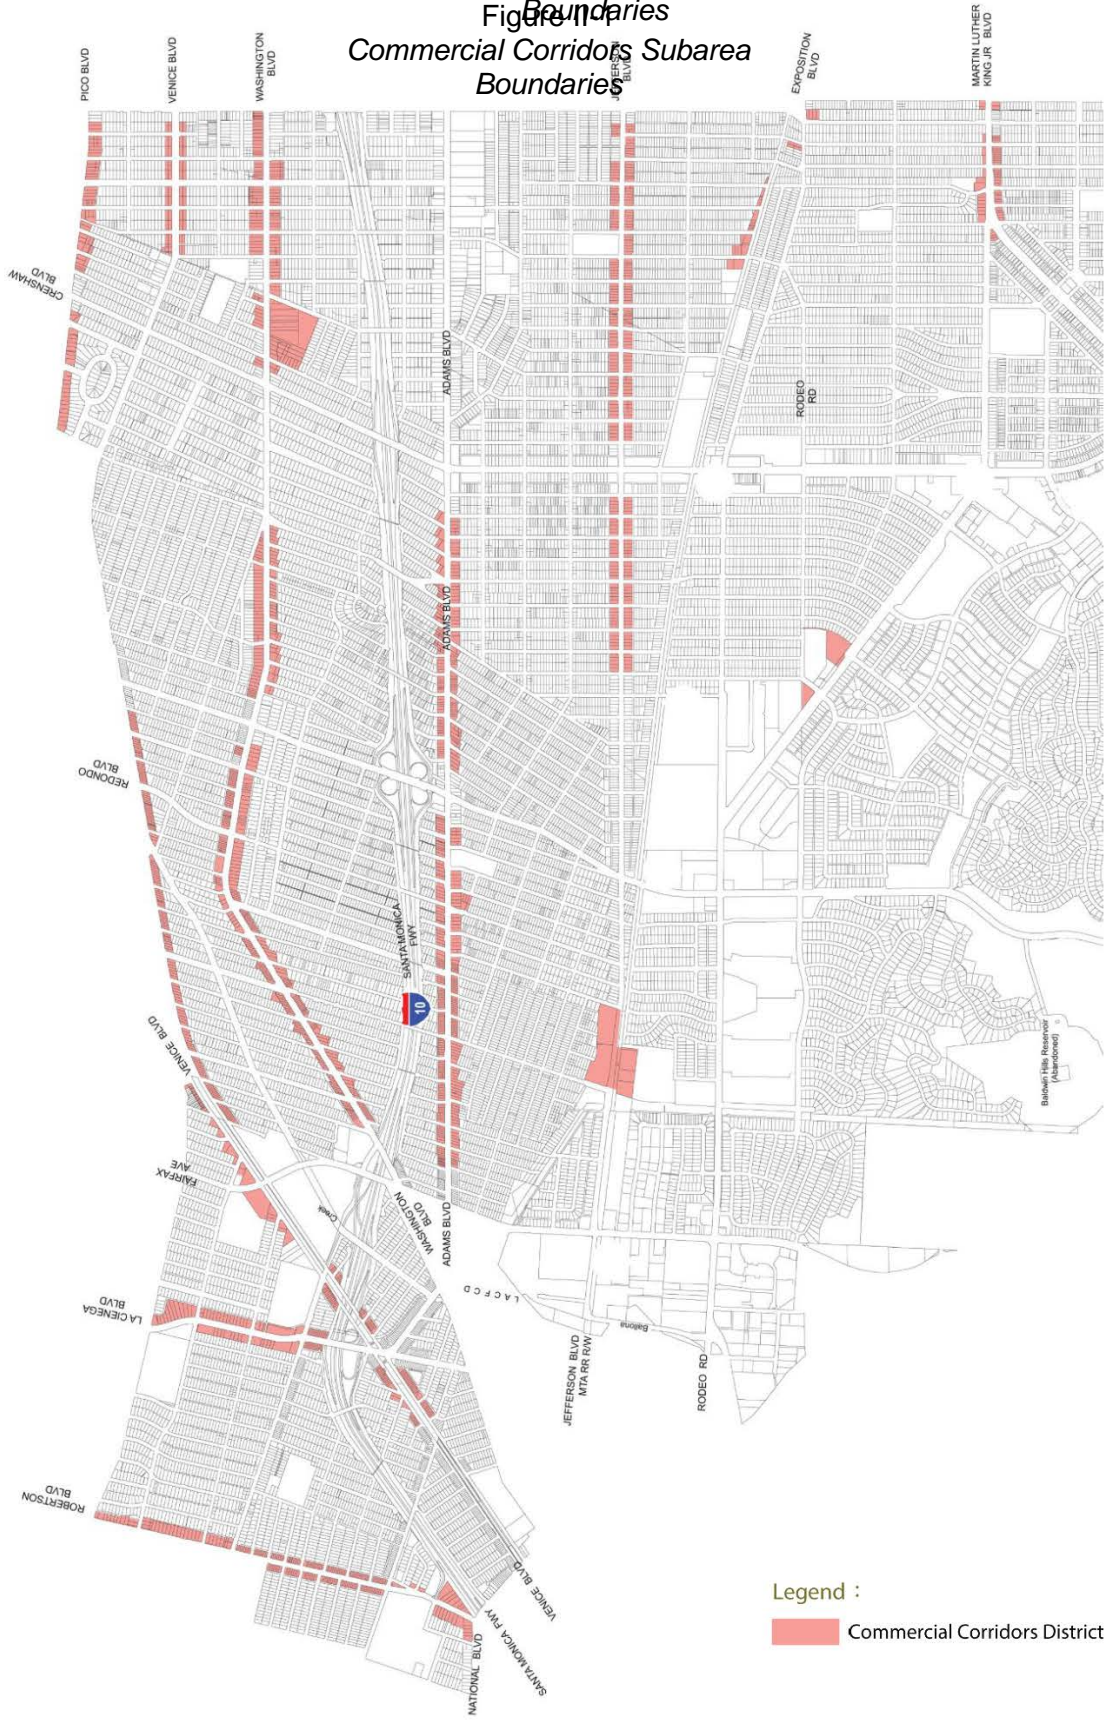 Figure II-1
Boundaries
Commercial Corridors Subarea
Boundaries
PICO BLVD
VENICE BLVD
WASHINGTON
BLVD
JEFFERSON
BLVD
EXPOSITION
BLVD
MARTIN LUTHER
KING JR BLVD
CRENSHAW
BLVD
ADAMS BLVD
RODEO
RD
ADAMS BLVD
REDONDO
BLVD
SANTA MONICA
FWY
10
VENICE BLVD
Baldwin Hills Reservoir
(Abandoned)
FAIRFAX
AVE
Creek
WASHINGTON
BLVD
ADAMS BLVD
LA CIENEGA
BLVD
L A C F C D
Ballona
JEFFERSON BLVD
MTA RR R/W
RODEO RD
ROBERTSON
BLVD
VENICE BLVD
SANTA MONICA FWY
NATIONAL BLVD
Legend :
Commercial Corridors District